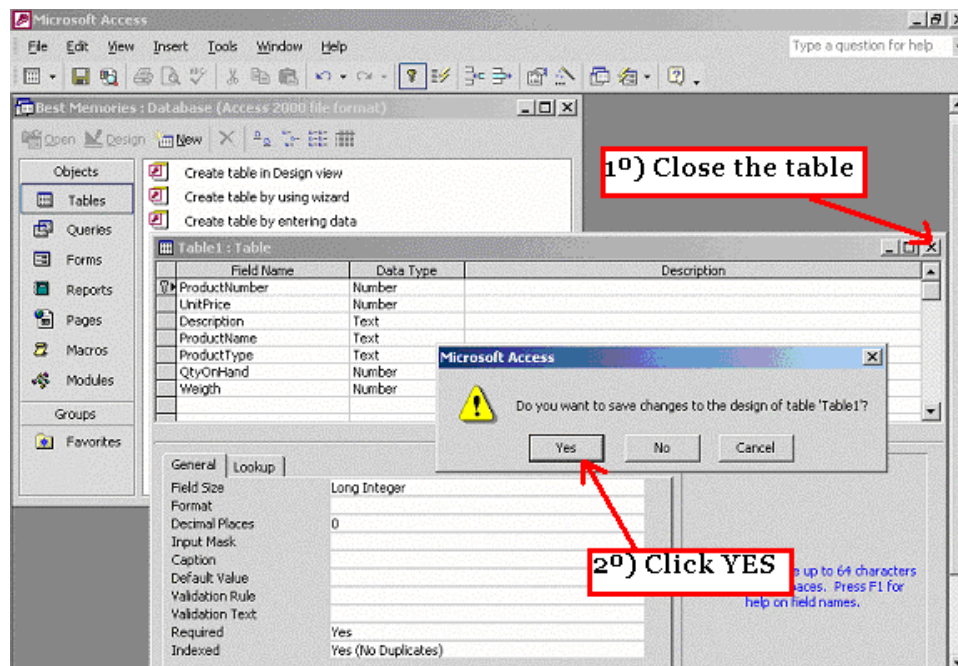 Microsoft Access
File Edit View Insert Tools Window Help
Type a question for help
Best Memories : Database (Access 2000 file format)
Open Design New
Objects
Tables
Queries
Forms
Reports
Pages
Macros
Modules
Groups
Favorites
Create table in Design view
Create table by using wizard
Create table by entering data
1º) Close the table
Table1 : Table
Field Name Data Type Description
ProductNumber Number
UnitPrice Number
Description Text
ProductName Text
ProductType Text
QtyOnHand Number
Weigth Number
Microsoft Access
Do you want to save changes to the design of table 'Table1'?
Yes No Cancel
General Lookup
Field Size Long Integer
Format
Decimal Places 0
Input Mask
Caption
Default Value
Validation Rule
Validation Text
Required Yes
Indexed Yes (No Duplicates)
2º) Click YES
up to 64 characters
Press F1 for
help on field names.